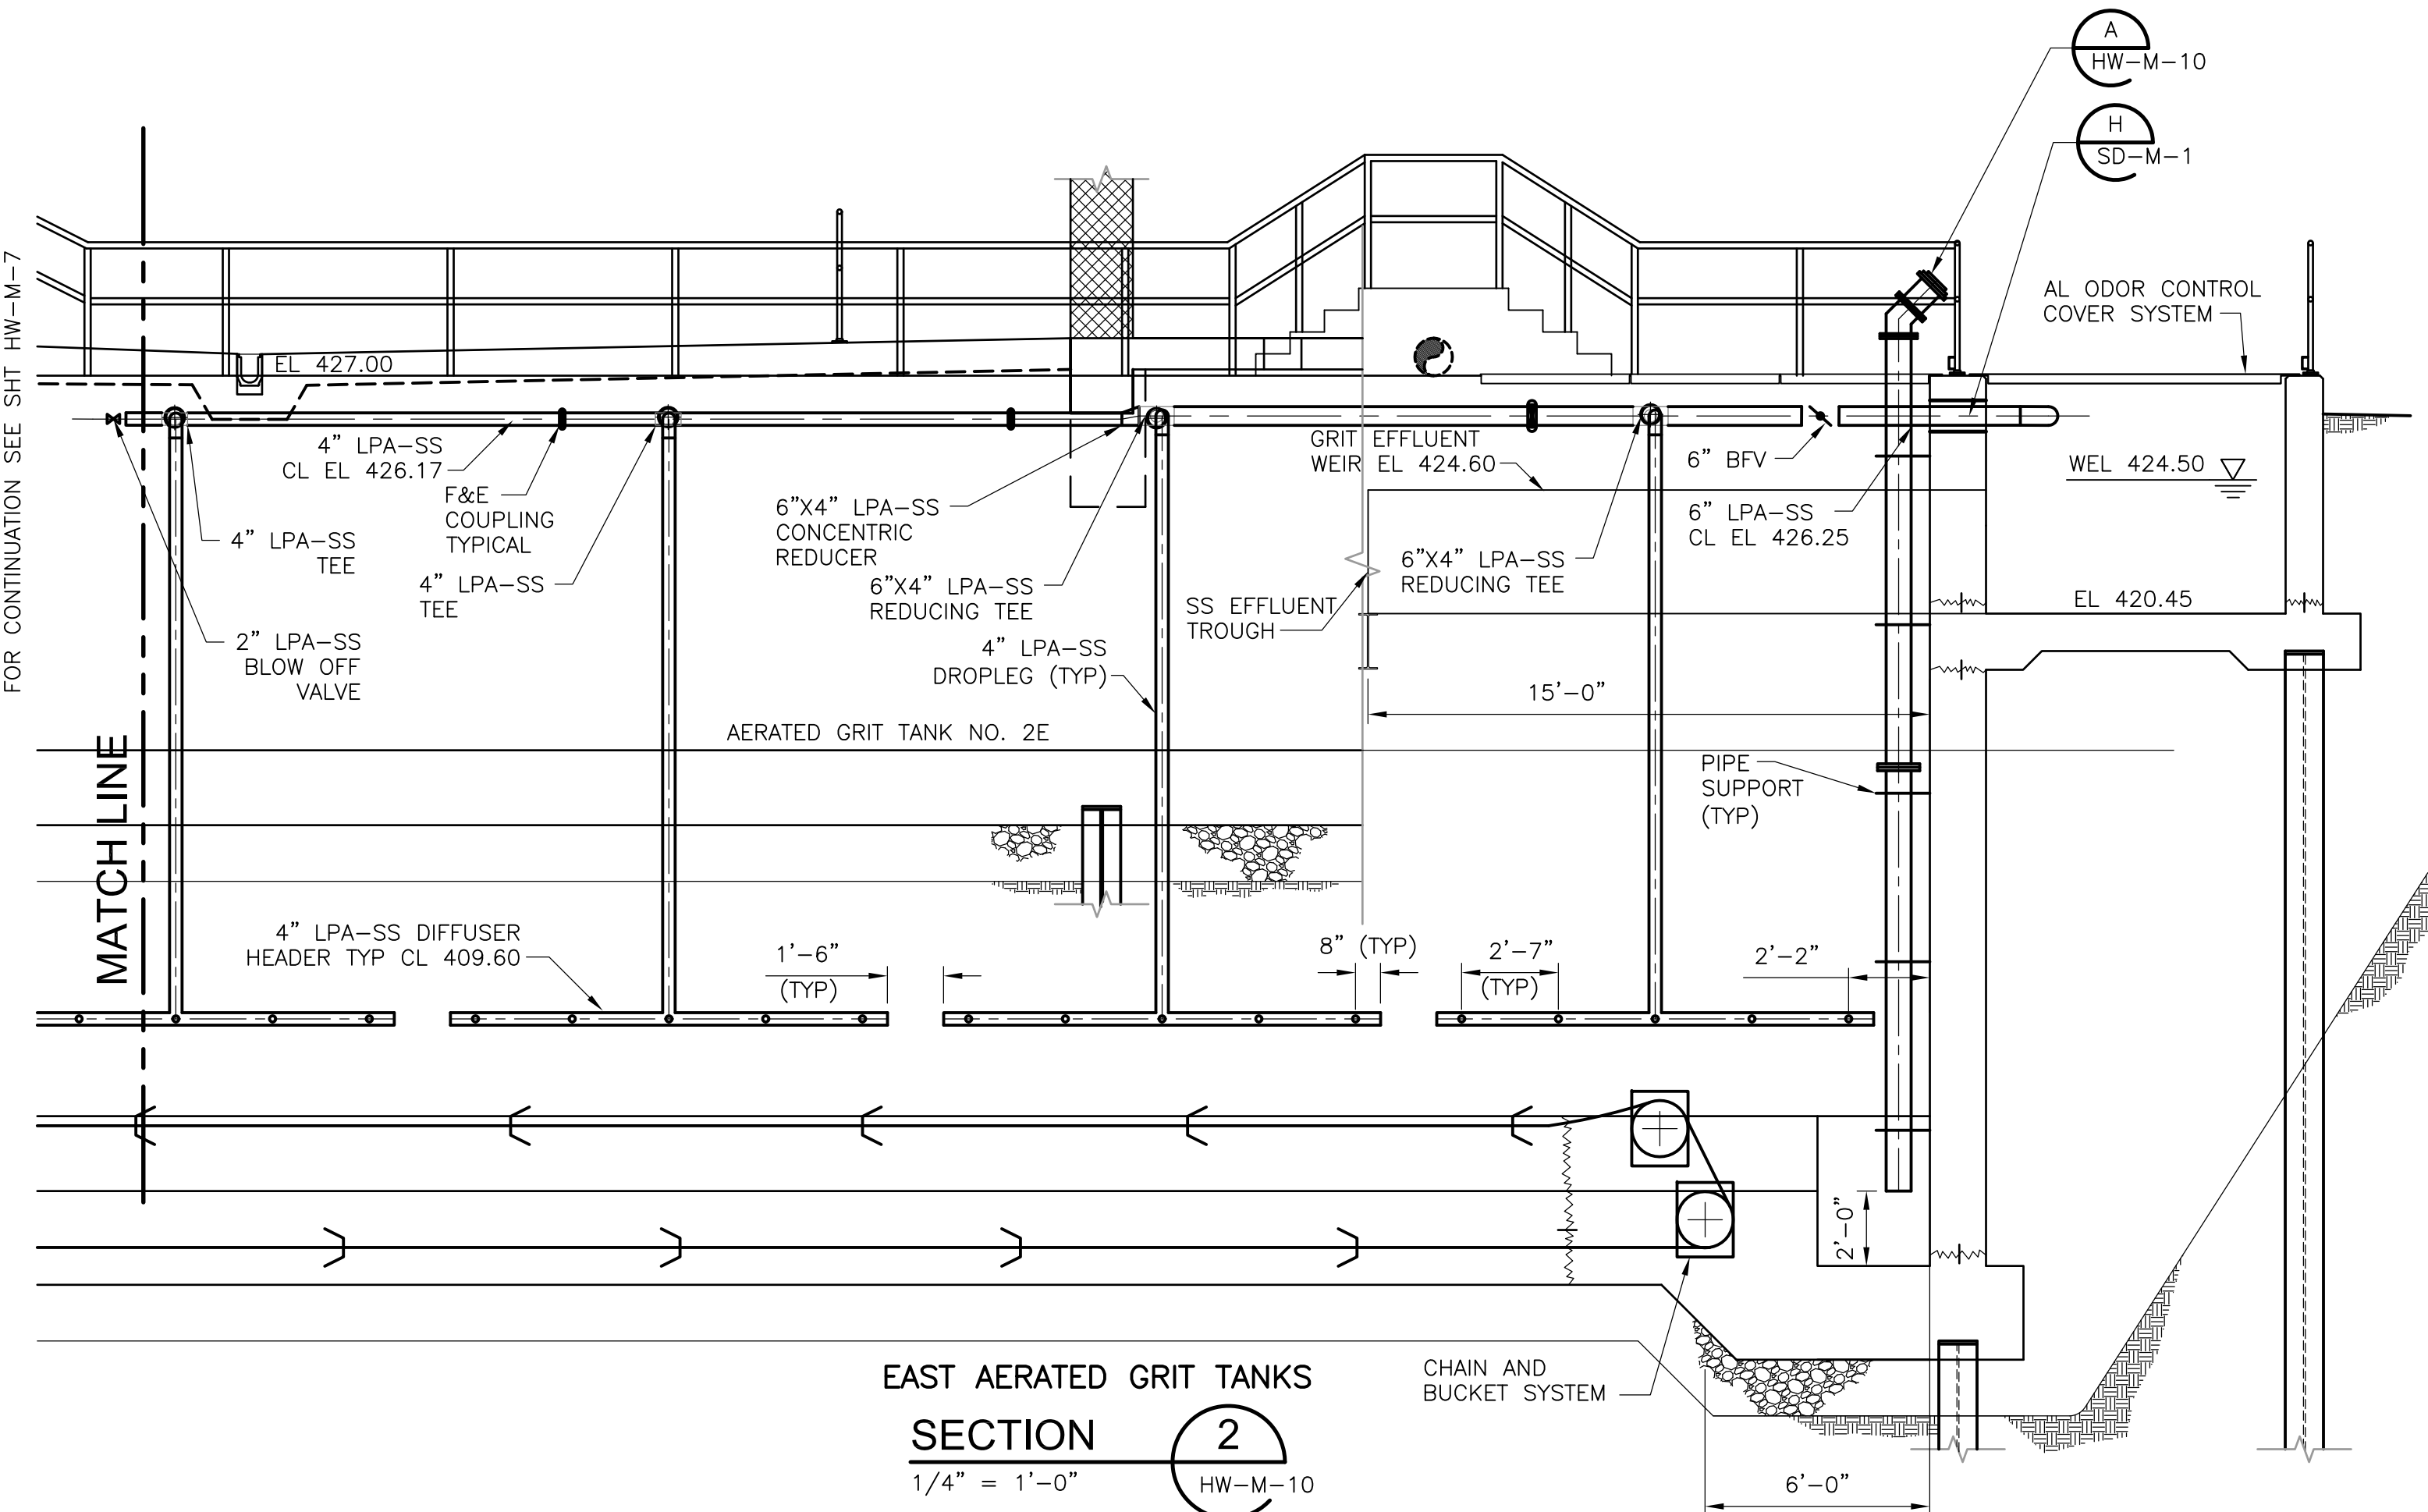 A
HW-M-10
H
SD-M-1
FOR CONTINUATION SEE SHT HW-M-7
AL ODOR CONTROL
COVER SYSTEM
EL 427.00
4” LPA-SS
CL EL 426.17
F&E
COUPLING
TYPICAL
4” LPA-SS
TEE
4” LPA-SS
TEE
2” LPA-SS
BLOW OFF
VALVE
6”X4” LPA-SS
CONCENTRIC
REDUCER
6”X4” LPA-SS
REDUCING TEE
4” LPA-SS
DROPLEG (TYP)
GRIT EFFLUENT
WEIR EL 424.60
6”X4” LPA-SS
REDUCING TEE
SS EFFLUENT
TROUGH
6” BFV
6” LPA-SS
CL EL 426.25
WEL 424.50
EL 420.45
15’-0”
AERATED GRIT TANK NO. 2E
PIPE
SUPPORT
(TYP)
MATCH LINE
4” LPA-SS DIFFUSER
HEADER TYP CL 409.60
1’-6”
(TYP)
8” (TYP)
2’-7”
(TYP)
2’-2”
2’-0”
CHAIN AND
BUCKET SYSTEM
6’-0”
EAST AERATED GRIT TANKS
SECTION
1/4” = 1’-0”
2
HW-M-10